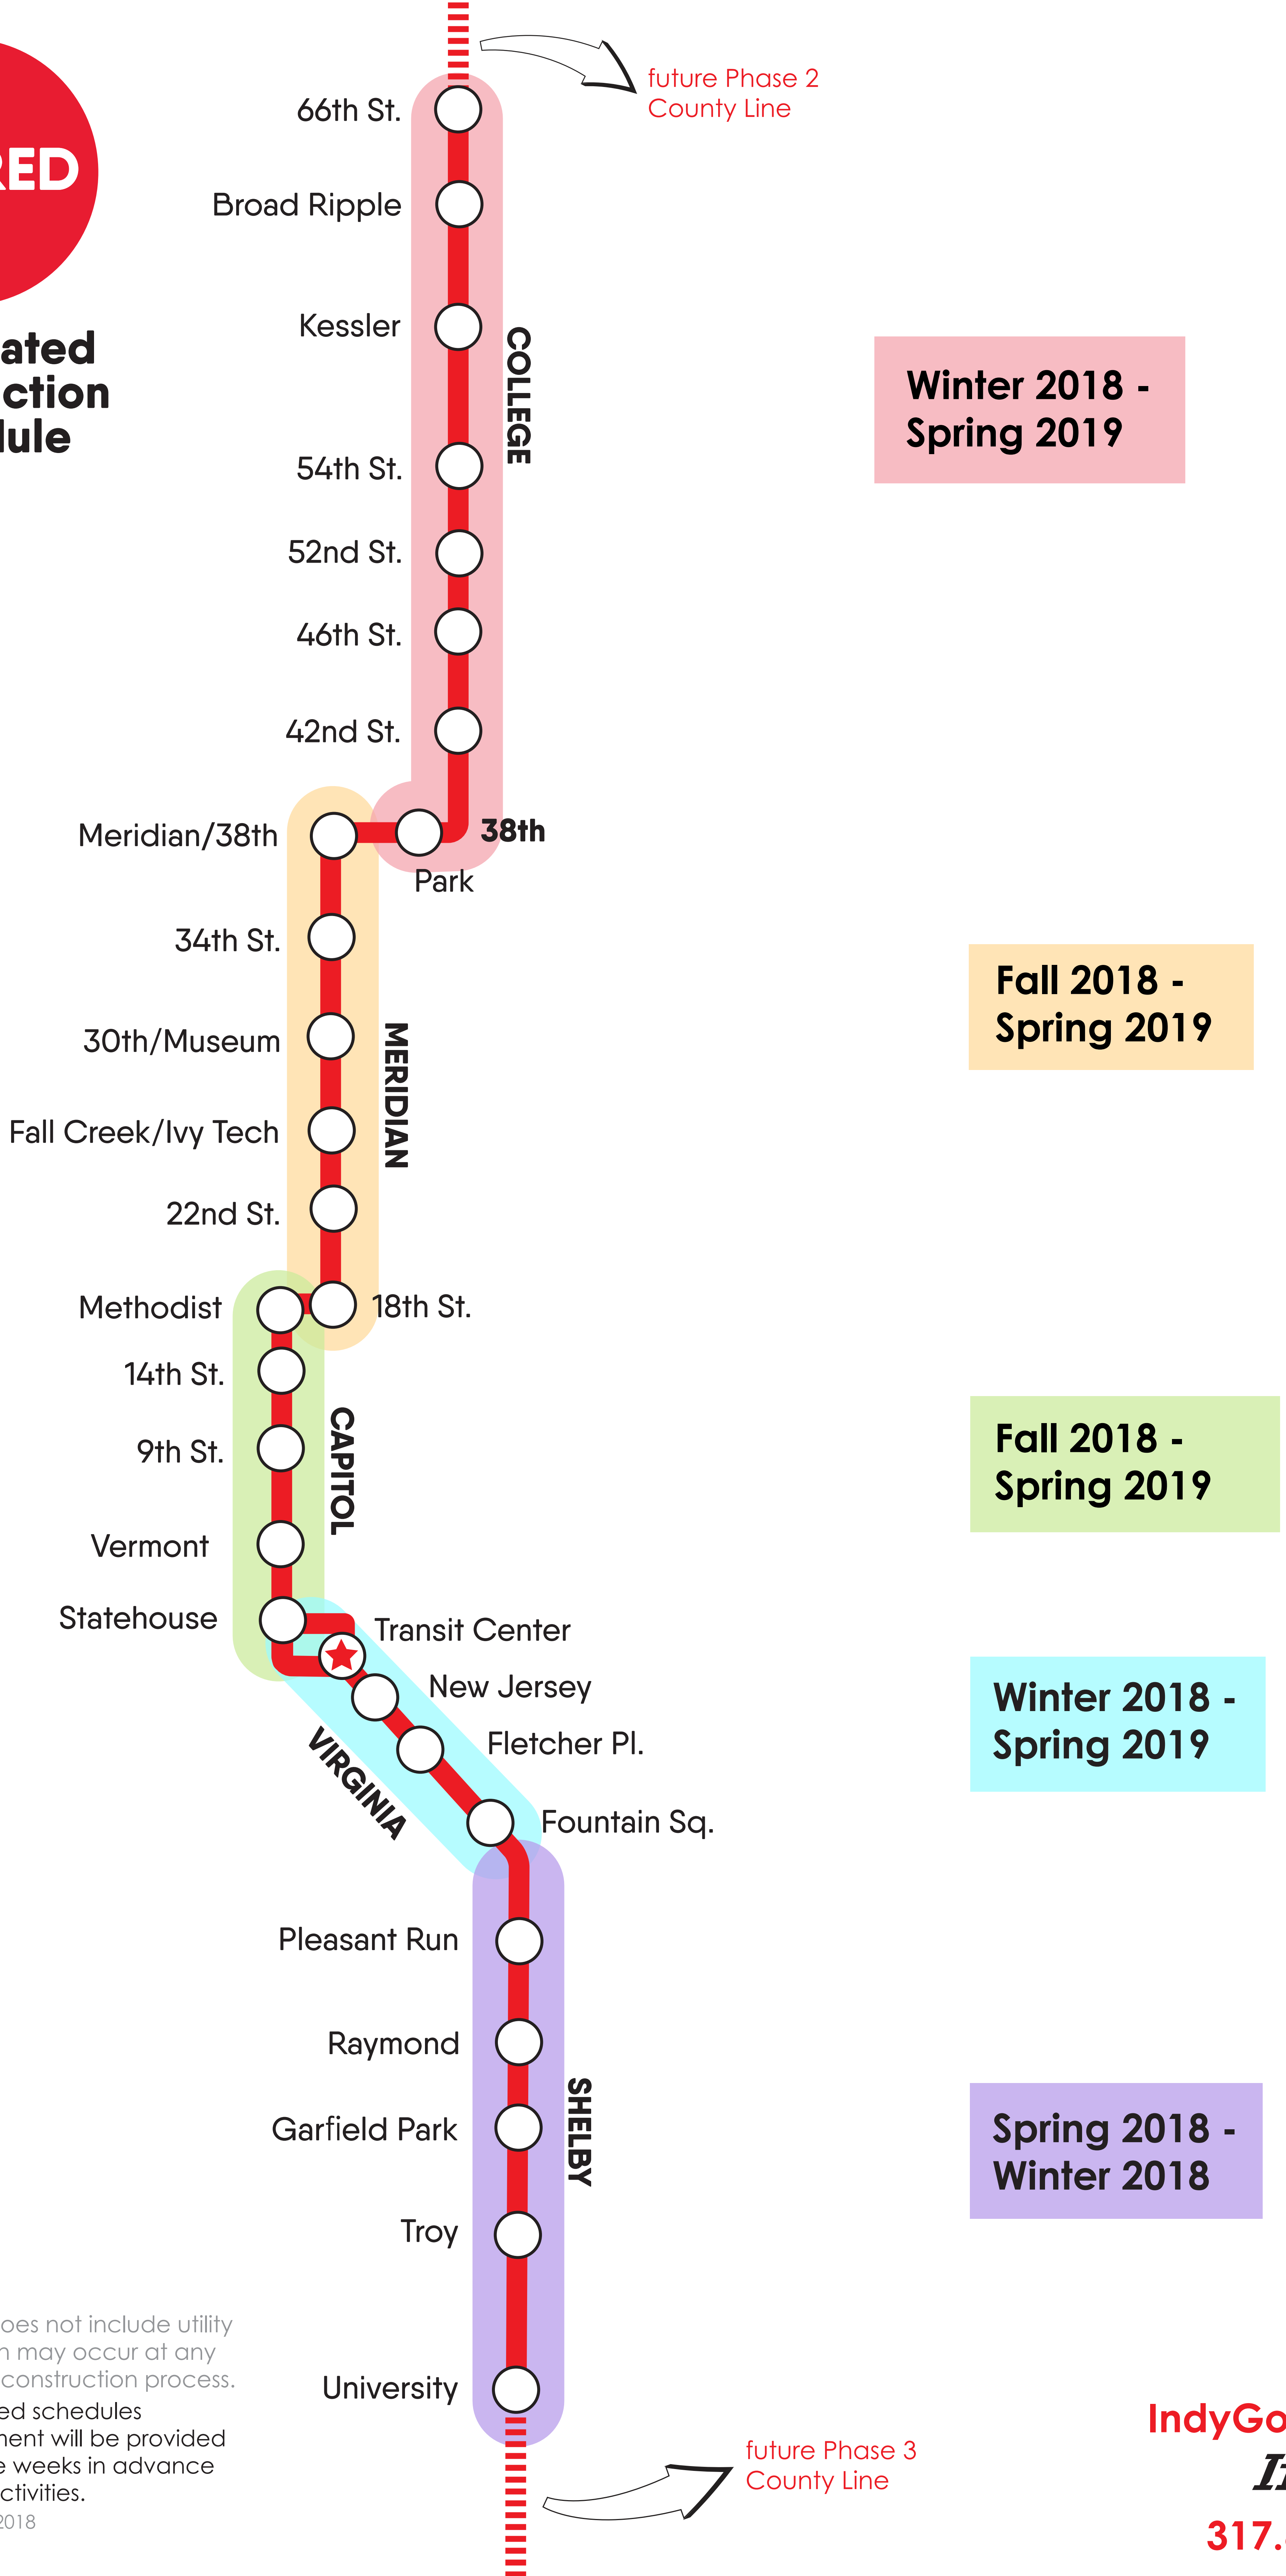 future Phase 2
County Line
66th St.
RED
Broad Ripple
Kessler
COLLEGE
ated
ction
dule
Winter 2018 -
Spring 2019
54th St.
52nd St.
46th St.
42nd St.
Meridian/38th
38th
Park
34th St.
Fall 2018 -
Spring 2019
30th/Museum
MERIDIAN
Fall Creek/Ivy Tech
22nd St.
Methodist
18th St.
14th St.
CAPITOL
9th St.
Fall 2018 -
Spring 2019
Vermont
Statehouse
Transit Center
New Jersey
Fletcher Pl.
VIRGINIA
Winter 2018 -
Spring 2019
Fountain Sq.
Pleasant Run
Raymond
SHELBY
Garfield Park
Spring 2018 -
Winter 2018
Troy
oes not include utility
may occur at any
construction process.
University
ed schedules
ment will be provided
weeks in advance
ctivities.
2018
future Phase 3
County Line
IndyGo
317.